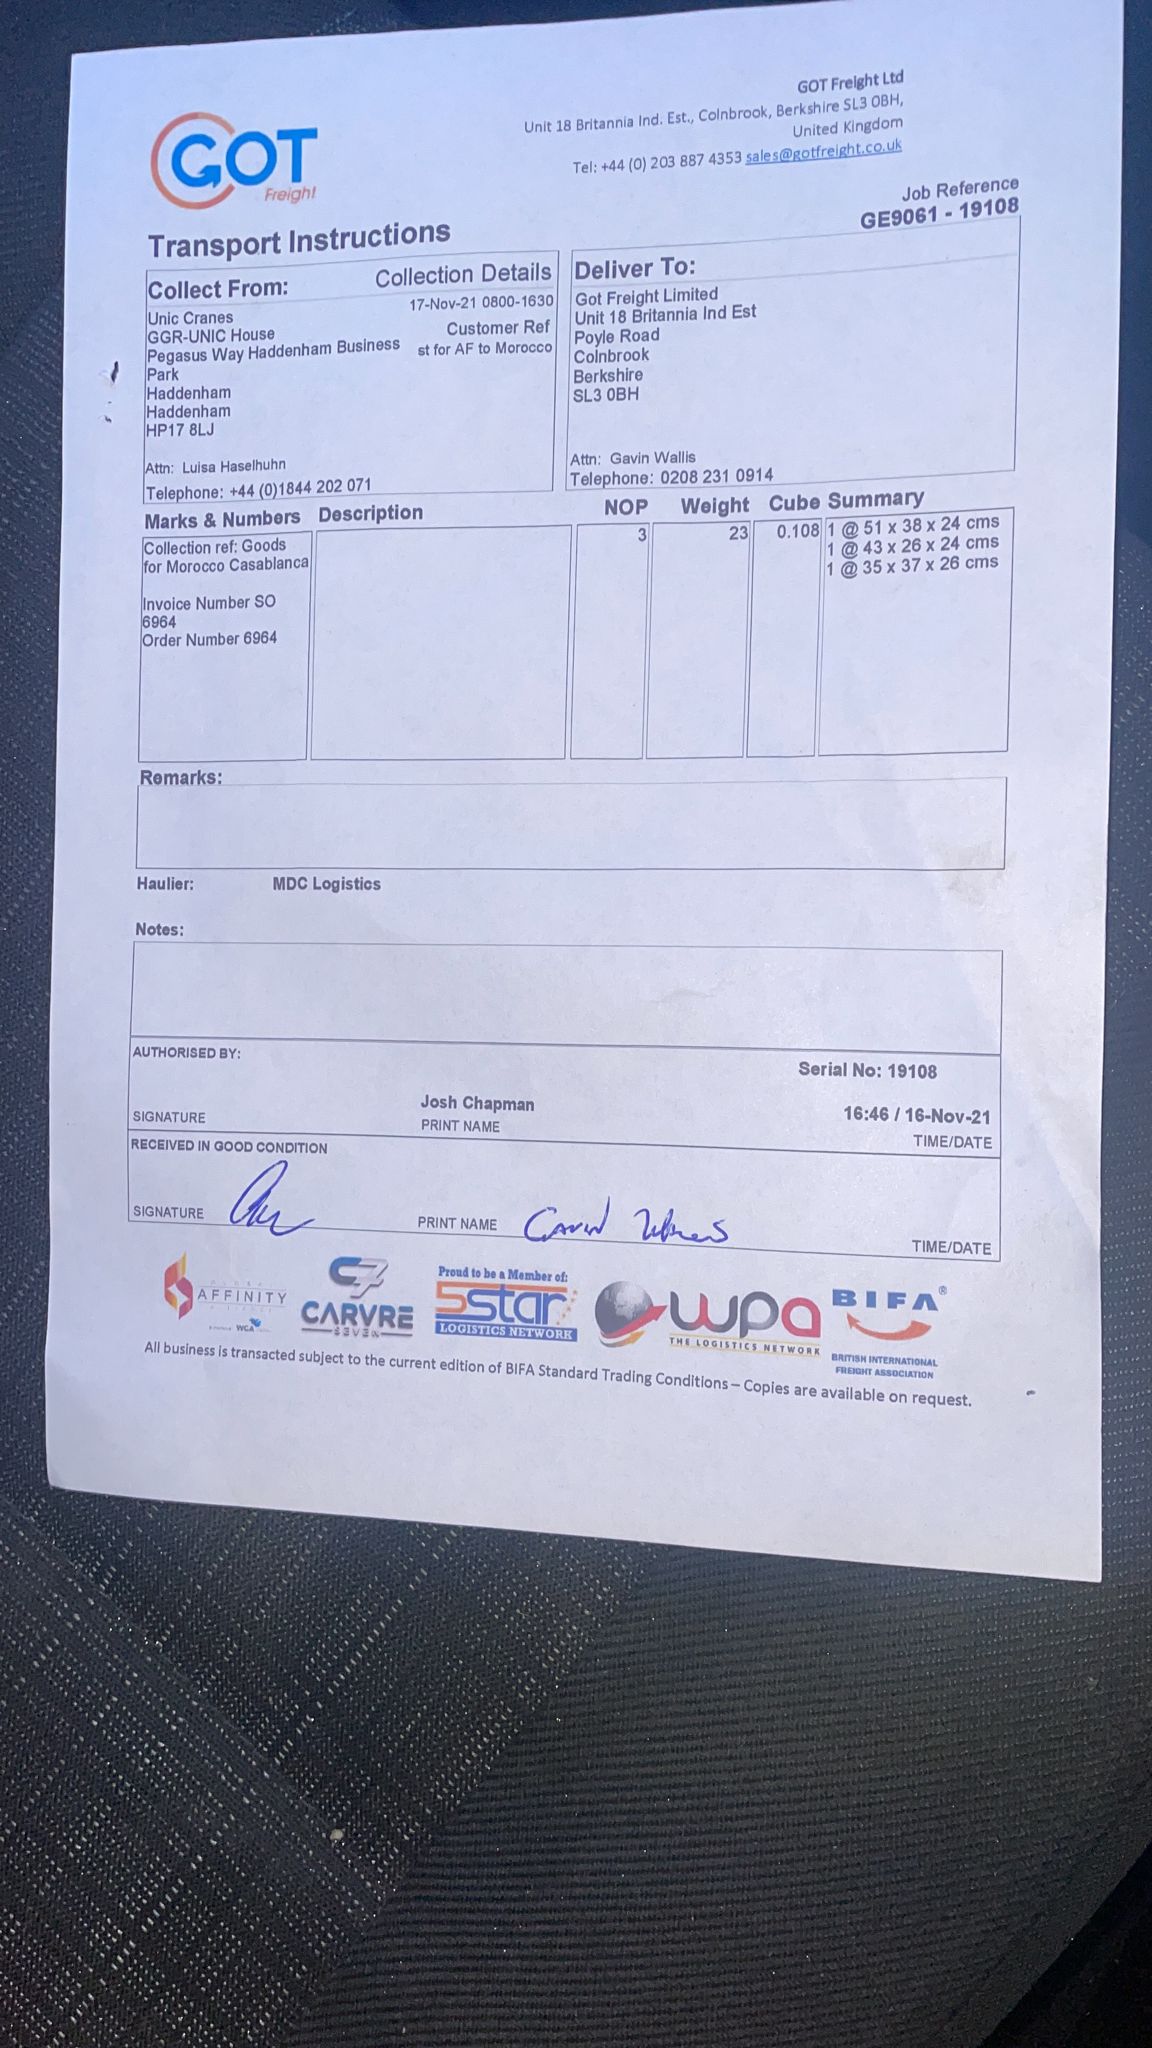 GOT
Freight
GOT Freight Ltd
Unit 18 Britannia Ind. Est., Colnbrook, Berkshire SL3 0BH,
United Kingdom
Tel: +44 (0) 203 887 4353 sales@gotfreight.co.uk
Job Reference
GE9061 - 19108
Transport Instructions
Collect From: Collection Details
17-Nov-21 0800-1630
Unic Cranes
GGR-UNIC House Customer Ref
Pegasus Way Haddenham Business st for AF to Morocco
Park
Haddenham
Haddenham
HP17 8LJ
Attn: Luisa Haselhuhn
Telephone: +44 (0)1844 202 071
Deliver To:
Got Freight Limited
Unit 18 Britannia Ind Est
Poyle Road
Colnbrook
Berkshire
SL3 0BH
Attn: Gavin Wallis
Telephone: 0208 231 0914
Marks & Numbers Description NOP Weight Cube Summary
Collection ref: Goods
for Morocco Casablanca
Invoice Number SO
6964
Order Number 6964
3 23 0.108 1 @ 51 x 38 x 24 cms
1 @ 43 x 26 x 24 cms
1 @ 35 x 37 x 26 cms
Remarks:
Haulier: MDC Logistics
Notes:
AUTHORISED BY:
Serial No: 19108
Josh Chapman 16:46 / 16-Nov-21
SIGNATURE PRINT NAME TIME/DATE
RECEIVED IN GOOD CONDITION
SIGNATURE PRINT NAME TIME/DATE
AFFINITY
WCA
CARVRE
SEVEN
Proud to be a Member of:
5star
LOGISTICS NETWORK
wpa
THE LOGISTICS NETWORK
BIFA®
BRITISH INTERNATIONAL
FREIGHT ASSOCIATION
All business is transacted subject to the current edition of BIFA Standard Trading Conditions – Copies are available on request.